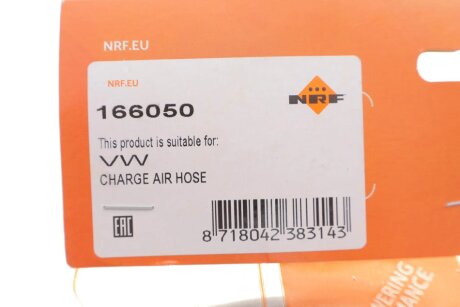 NRF.EU
NRF.EU
NRF
166050
This product is suitable for:
VW
CHARGE AIR HOSE
EAC
8 718042 383143